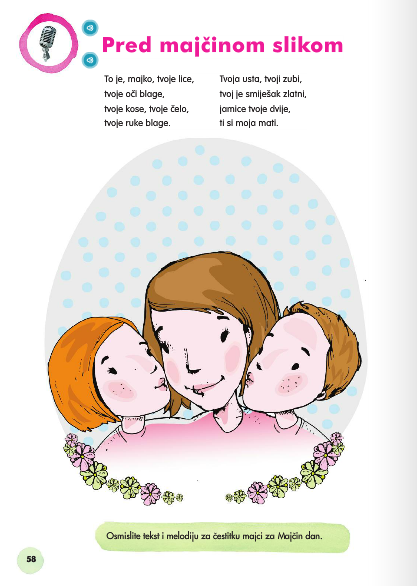 Pred majčinom slikom
To je, majko, tvoje lice,
tvoje oči blage,
tvoje kose, tvoje čelo,
tvoje ruke blage.
Tvoja usta, tvoji zubi,
tvoj je smiješak zlatni,
jamice tvoje dvije,
ti si moja mati.
Osmislite tekst i melodiju za čestitku majci za Majčin dan.
58